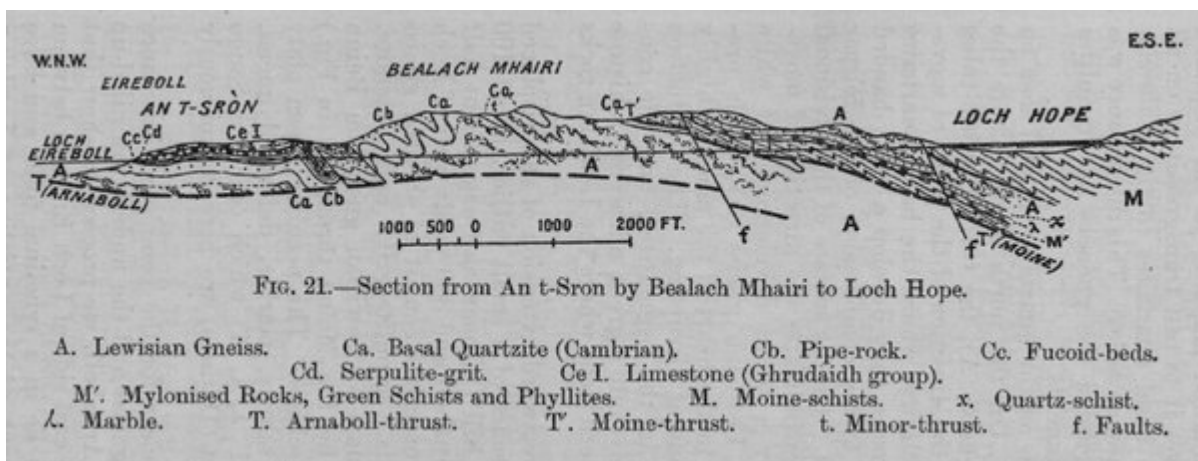 W.N.W.
E.S.E.
EIREBOLL
AN T-SRÒN
BEALACH MHAIRI
LOCH HOPE
LOCH
EIREBOLL
Cc Cd
Ce I
Cb
Ca
Ca
t
Ca T'
A
A
T (ARNABOLL)
Ca Cb
A
A
f
f
T' (MOINE)
A
x
λ
M'
M
1000 500 0 1000 2000 FT.
FIG. 21.—Section from An t-Sron by Bealach Mhairi to Loch Hope.
A. Lewisian Gneiss. Ca. Basal Quartzite (Cambrian). Cb. Pipe-rock. Cc. Fucoid-beds.
Cd. Serpulite-grit. Ce I. Limestone (Ghrudaidh group).
M'. Mylonised Rocks, Green Schists and Phyllites. M. Moine-schists. x. Quartz-schist.
λ. Marble. T. Arnaboll-thrust. T'. Moine-thrust. t. Minor-thrust. f. Faults.